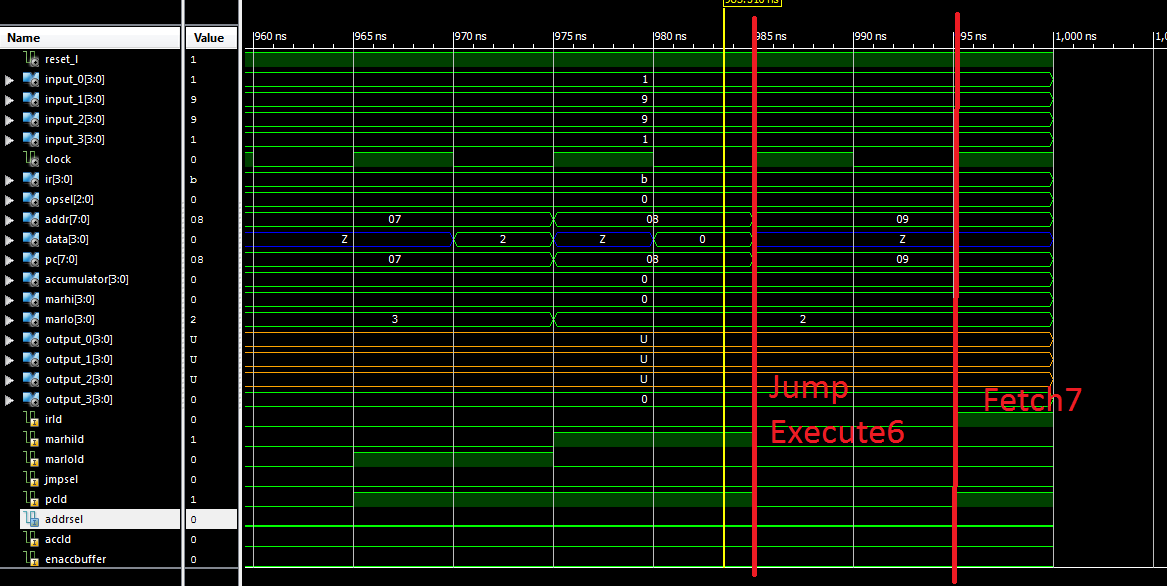 Name Value 960 ns 965 ns 970 ns 975 ns 980 ns 985 ns 990 ns 995 ns 1,000 ns 1,0
reset_l 1
input_0[3:0] 1 1
input_1[3:0] 9 9
input_2[3:0] 9 9
input_3[3:0] 1 1
clock 0
ir[3:0] b b
opsel[2:0] 0 0
addr[7:0] 08 07 08 09
data[3:0] 0 Z 2 Z 0 Z
pc[7:0] 08 07 08 09
accumulator[3:0] 0 0
marhi[3:0] 0 0
marlo[3:0] 2 3 2
output_0[3:0] U U
output_1[3:0] U U
output_2[3:0] U U
output_3[3:0] 0 0
irld 0
marhild 1
marlold 0
jmpsel 0
pcld 1
addrsel 0
accld 0
enaccbuffer 0
Jump
Execute6
Fetch7